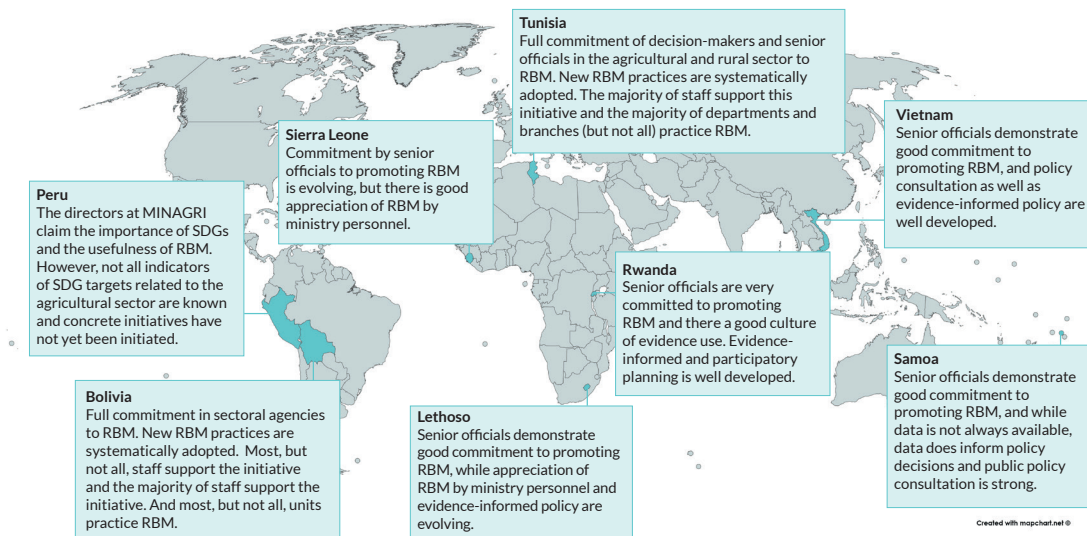 Tunisia
Full commitment of decision-makers and senior
officials in the agricultural and rural sector to
RBM. New RBM practices are systematically
adopted. The majority of staff support this
initiative and the majority of departments and
branches (but not all) practice RBM.
Vietnam
Senior officials demonstrate
good commitment to
promoting RBM, and policy
consultation as well as
evidence-informed policy are
well developed.
Sierra Leone
Commitment by senior
officials to promoting RBM
is evolving, but there is good
appreciation of RBM by
ministry personnel.
Peru
The directors at MINAGRI
claim the importance of SDGs
and the usefulness of RBM.
However, not all indicators
of SDG targets related to the
agricultural sector are known
and concrete initiatives have
not yet been initiated.
Rwanda
Senior officials are very
committed to promoting
RBM and there a good culture
of evidence use. Evidence-
informed and participatory
planning is well developed.
Samoa
Senior officials demonstrate
good commitment to
promoting RBM, and while
data is not always available,
data does inform policy
decisions and public policy
consultation is strong.
Bolivia
Full commitment in sectoral agencies
to RBM. New RBM practices are
systematically adopted. Most, but
not all, staff support the initiative
and the majority of staff support the
initiative. And most, but not all, units
practice RBM.
Lethoso
Senior officials demonstrate
good commitment to promoting
RBM, while appreciation of
RBM by ministry personnel and
evidence-informed policy are
evolving.
Created with mapchart.net ©